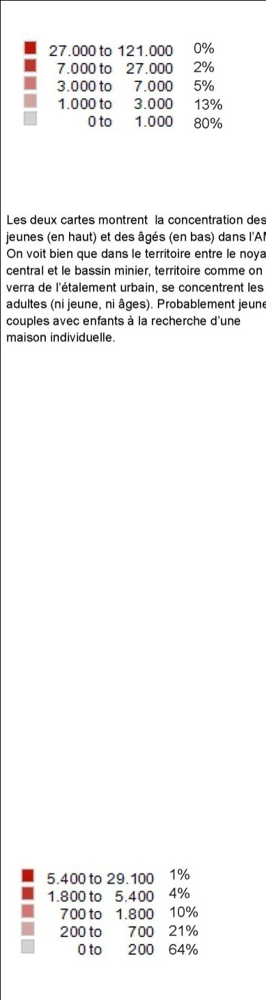 27.000 to 121.000 0%
7.000 to 27.000 2%
3.000 to 7.000 5%
1.000 to 3.000 13%
0 to 1.000 80%
Les deux cartes montrent la concentration des
jeunes (en haut) et des âgés (en bas) dans
On voit bien que dans le territoire entre le
central et le bassin minier, territoire comme on
verra de l'étalement urbain, se concentrent les
adultes (ni jeune, ni âges). Probablement
couples avec enfants à la recherche d'une
maison individuelle.
5.400 to 29.100 1%
1.800 to 5.400 4%
700 to 1.800 10%
200 to 700 21%
0 to 200 64%